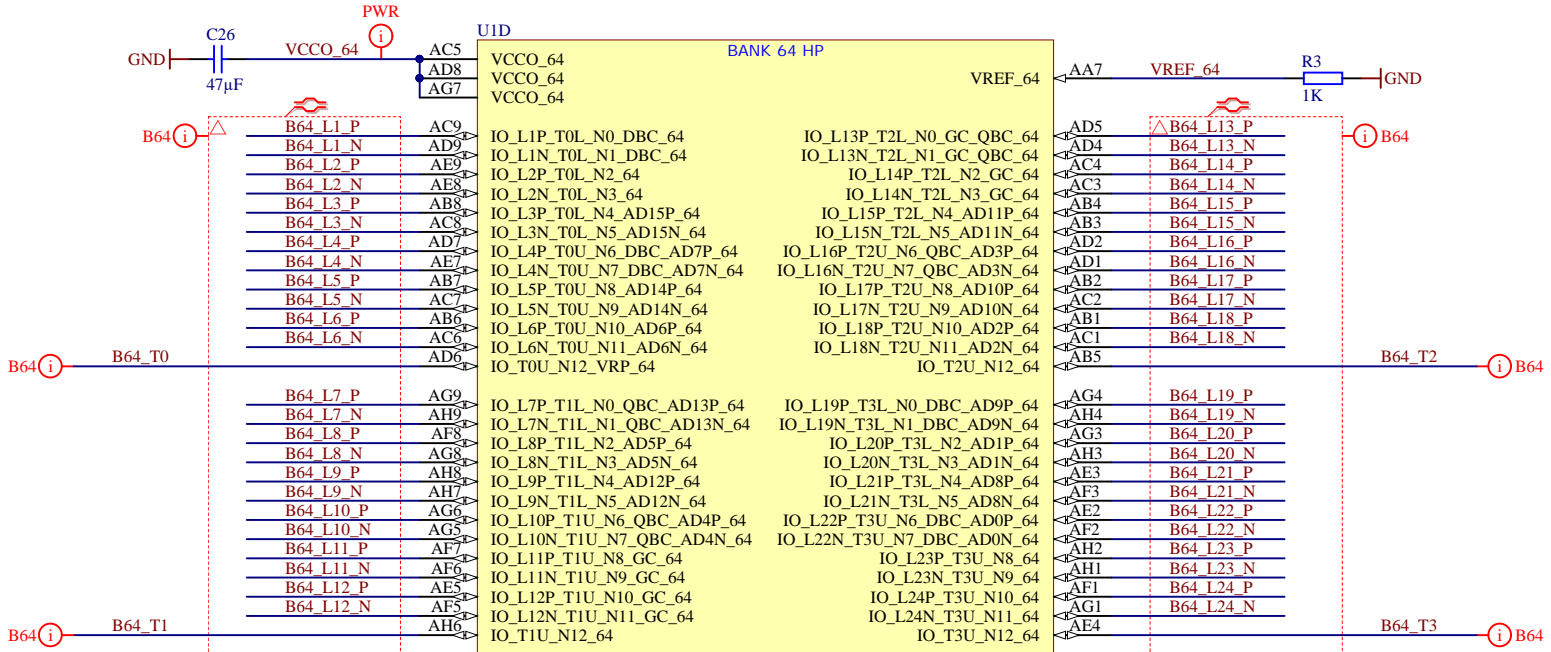 PWR
U1D
C26
GND VCCO_64 AC5 VCCO_64 BANK 64 HP
47µF AD8 VCCO_64 VREF_64 AA7 VREF_64 R3 GND
AG7 VCCO_64 1K
B64 B64_L1_P AC9 IO_L1P_T0L_N0_DBC_64 IO_L13P_T2L_N0_GC_QBC_64 AD5 B64_L13_P B64
B64_L1_N AD9 IO_L1N_T0L_N1_DBC_64 IO_L13N_T2L_N1_GC_QBC_64 AD4 B64_L13_N
B64_L2_P AE9 IO_L2P_T0L_N2_64 IO_L14P_T2L_N2_GC_64 AC4 B64_L14_P
B64_L2_N AE8 IO_L2N_T0L_N3_64 IO_L14N_T2L_N3_GC_64 AC3 B64_L14_N
B64_L3_P AB8 IO_L3P_T0L_N4_AD15P_64 IO_L15P_T2L_N4_AD11P_64 AB4 B64_L15_P
B64_L3_N AC8 IO_L3N_T0L_N5_AD15N_64 IO_L15N_T2L_N5_AD11N_64 AB3 B64_L15_N
B64_L4_P AD7 IO_L4P_T0U_N6_DBC_AD7P_64 IO_L16P_T2U_N6_QBC_AD3P_64 AD2 B64_L16_P
B64_L4_N AE7 IO_L4N_T0U_N7_DBC_AD7N_64 IO_L16N_T2U_N7_QBC_AD3N_64 AD1 B64_L16_N
B64_L5_P AB7 IO_L5P_T0U_N8_AD14P_64 IO_L17P_T2U_N8_AD10P_64 AB2 B64_L17_P
B64_L5_N AC7 IO_L5N_T0U_N9_AD14N_64 IO_L17N_T2U_N9_AD10N_64 AC2 B64_L17_N
B64_L6_P AB6 IO_L6P_T0U_N10_AD6P_64 IO_L18P_T2U_N10_AD2P_64 AB1 B64_L18_P
B64_L6_N AC6 IO_L6N_T0U_N11_AD6N_64 IO_L18N_T2U_N11_AD2N_64 AC1 B64_L18_N
B64 B64_T0 AD6 IO_T0U_N12_VRP_64 IO_T2U_N12_64 AB5 B64_T2 B64
B64_L7_P AG9 IO_L7P_T1L_N0_QBC_AD13P_64 IO_L19P_T3L_N0_DBC_AD9P_64 AG4 B64_L19_P
B64_L7_N AH9 IO_L7N_T1L_N1_QBC_AD13N_64 IO_L19N_T3L_N1_DBC_AD9N_64 AH4 B64_L19_N
B64_L8_P AF8 IO_L8P_T1L_N2_AD5P_64 IO_L20P_T3L_N2_AD1P_64 AG3 B64_L20_P
B64_L8_N AG8 IO_L8N_T1L_N3_AD5N_64 IO_L20N_T3L_N3_AD1N_64 AH3 B64_L20_N
B64_L9_P AH8 IO_L9P_T1L_N4_AD12P_64 IO_L21P_T3L_N4_AD8P_64 AE3 B64_L21_P
B64_L9_N AH7 IO_L9N_T1L_N5_AD12N_64 IO_L21N_T3L_N5_AD8N_64 AF3 B64_L21_N
B64_L10_P AG6 IO_L10P_T1U_N6_QBC_AD4P_64 IO_L22P_T3U_N6_DBC_AD0P_64 AE2 B64_L22_P
B64_L10_N AG5 IO_L10N_T1U_N7_QBC_AD4N_64 IO_L22N_T3U_N7_DBC_AD0N_64 AF2 B64_L22_N
B64_L11_P AF7 IO_L11P_T1U_N8_GC_64 IO_L23P_T3U_N8_64 AH2 B64_L23_P
B64_L11_N AF6 IO_L11N_T1U_N9_GC_64 IO_L23N_T3U_N9_64 AH1 B64_L23_N
B64_L12_P AE5 IO_L12P_T1U_N10_GC_64 IO_L24P_T3U_N10_64 AF1 B64_L24_P
B64_L12_N AF5 IO_L12N_T1U_N11_GC_64 IO_L24N_T3U_N11_64 AG1 B64_L24_N
B64 B64_T1 AH6 IO_T1U_N12_64 IO_T3U_N12_64 AE4 B64_T3 B64